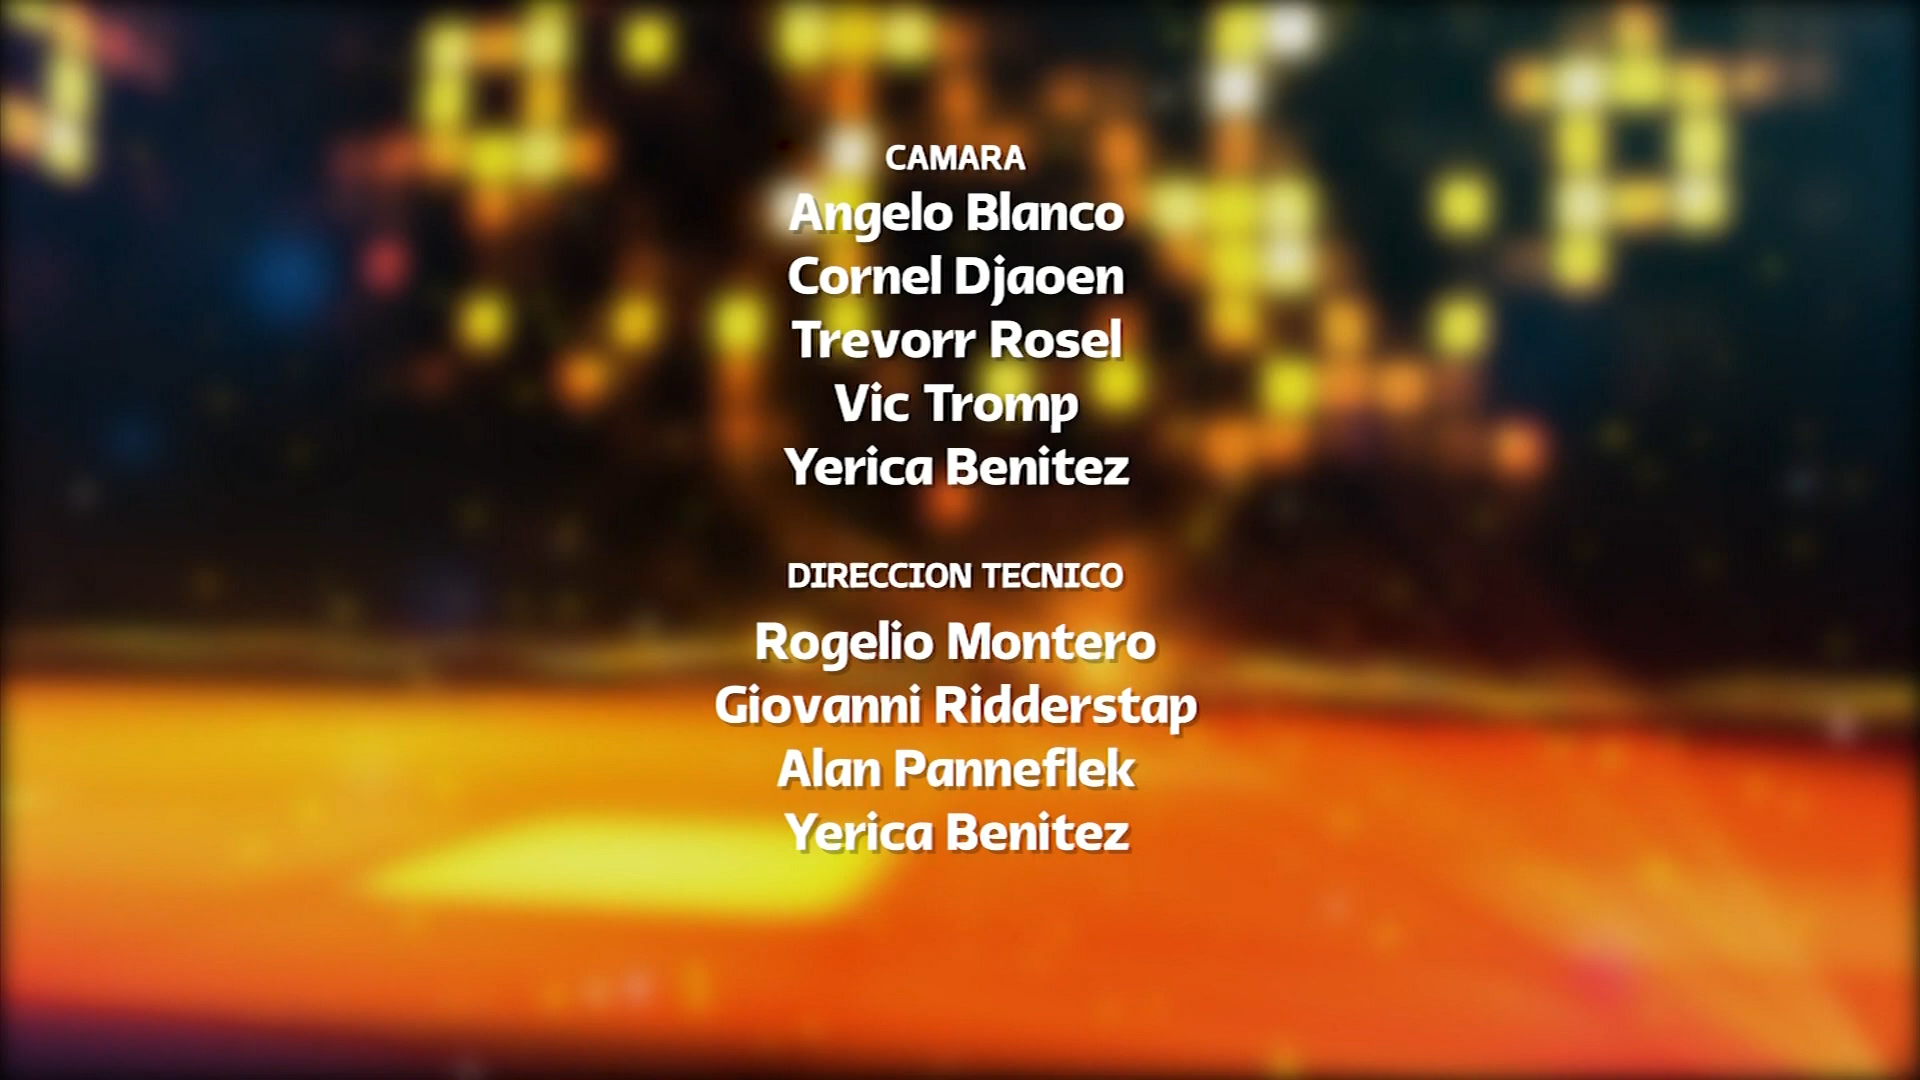 CAMARA
Angelo Blanco
Cornel Djaoen
Trevorr Rosel
Vic Tromp
Yerica Benitez
DIRECCION TECNICO
Rogelio Montero
Giovanni Ridderstap
Alan Panneflek
Yerica Benitez